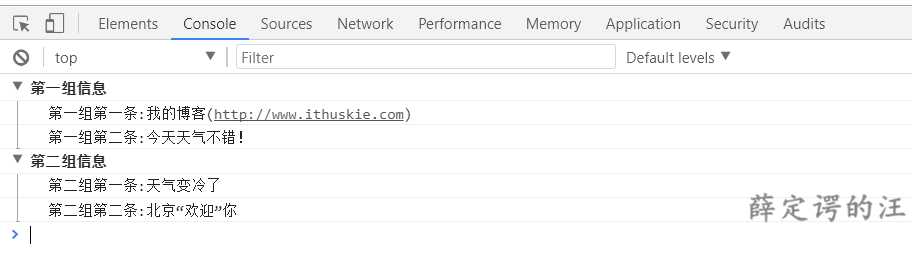 Elements Console Sources Network Performance Memory Application Security Audits
top Filter Default levels
第一组信息
第一组第一条:我的博客(http://www.ithuskie.com)
第一组第二条:今天天气不错!
第二组信息
第二组第一条:天气变冷了
第二组第二条:北京“欢迎”你
薛定谔的汪